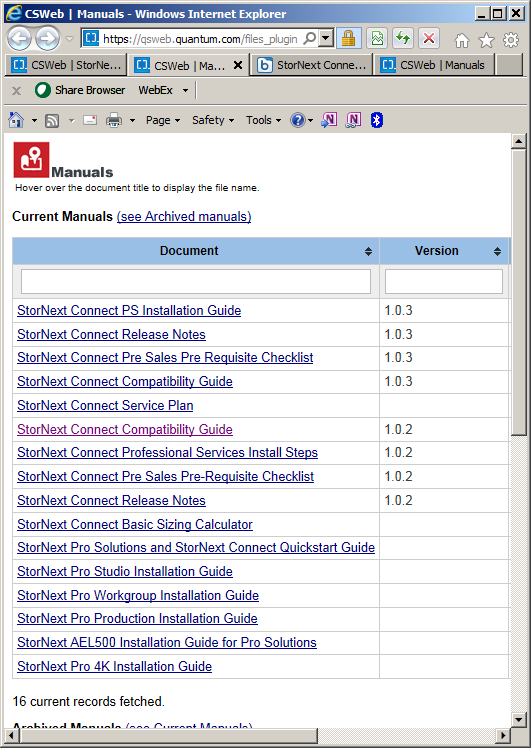 CSWeb | Manuals - Windows Internet Explorer
https://qsweb.quantum.com/files_plugin
CSWeb | StorNe... CSWeb | Ma... StorNext Conne... CSWeb | Manuals
x Share Browser WebEx
Page Safety Tools
Manuals
Hover over the document title to display the file name.
Current Manuals (see Archived manuals)
Document Version
StorNext Connect PS Installation Guide 1.0.3
StorNext Connect Release Notes 1.0.3
StorNext Connect Pre Sales Pre Requisite Checklist 1.0.3
StorNext Connect Compatibility Guide 1.0.3
StorNext Connect Service Plan
StorNext Connect Compatibility Guide 1.0.2
StorNext Connect Professional Services Install Steps 1.0.2
StorNext Connect Pre Sales Pre-Requisite Checklist 1.0.2
StorNext Connect Release Notes 1.0.2
StorNext Connect Basic Sizing Calculator
StorNext Pro Solutions and StorNext Connect Quickstart Guide
StorNext Pro Studio Installation Guide
StorNext Pro Workgroup Installation Guide
StorNext Pro Production Installation Guide
StorNext AEL500 Installation Guide for Pro Solutions
StorNext Pro 4K Installation Guide
16 current records fetched.
Archived Manuals (see Current Manuals)